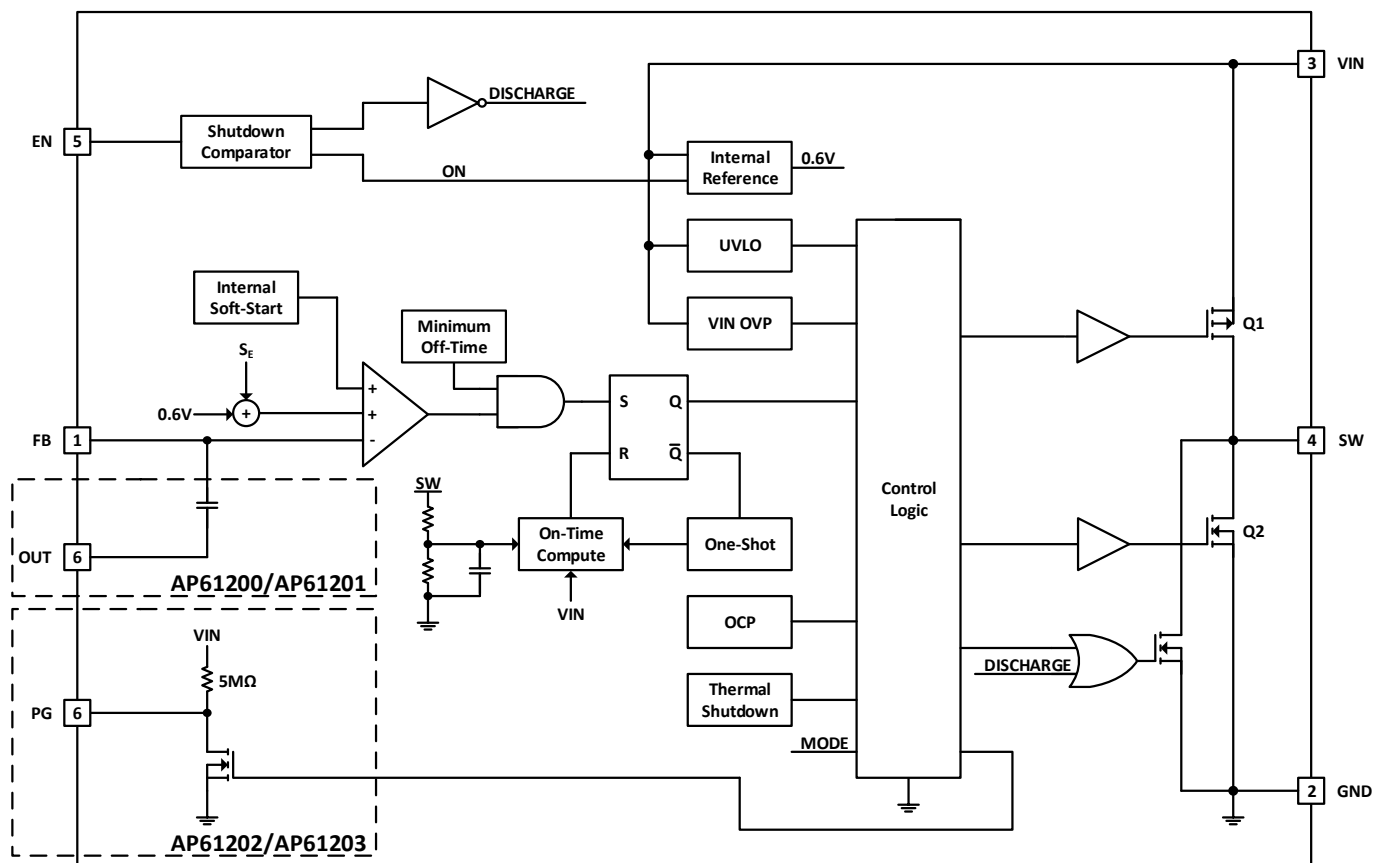 3
VIN
DISCHARGE
EN
5
Shutdown
Comparator
ON
Internal
Reference
0.6V
UVLO
Internal
Soft-Start
VIN OVP
Minimum
Off-Time
Q1
SE
+
+
0.6V
+
-
S
Q
FB
1
4
SW
R
Q̅
Control
Logic
SW
On-Time
Compute
One-Shot
Q2
OUT
6
AP61200/AP61201
VIN
VIN
OCP
5MΩ
DISCHARGE
PG
6
Thermal
Shutdown
MODE
2
GND
AP61202/AP61203